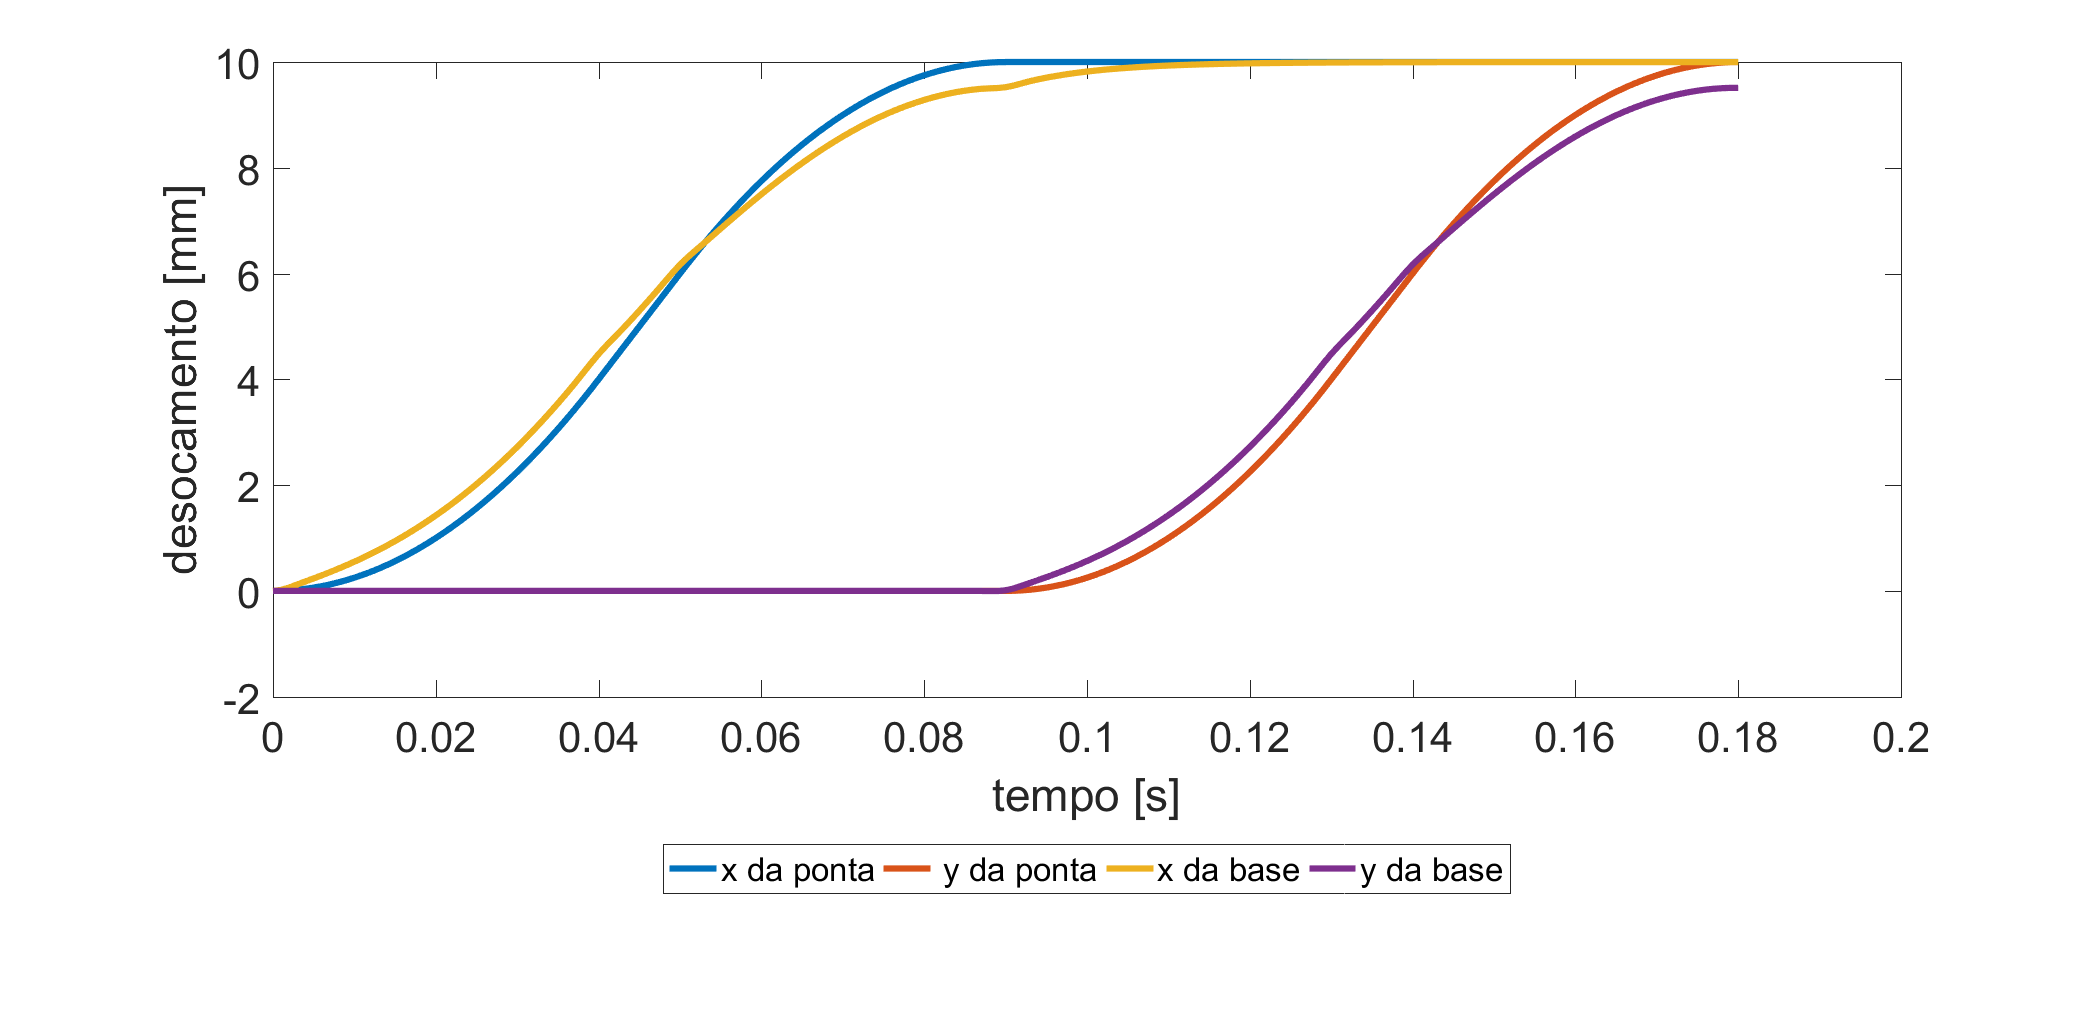 desocamento [mm]
10
8
6
4
2
0
-2
0 0.02 0.04 0.06 0.08 0.1 0.12 0.14 0.16 0.18 0.2
tempo [s]
x da ponta y da ponta x da base y da base